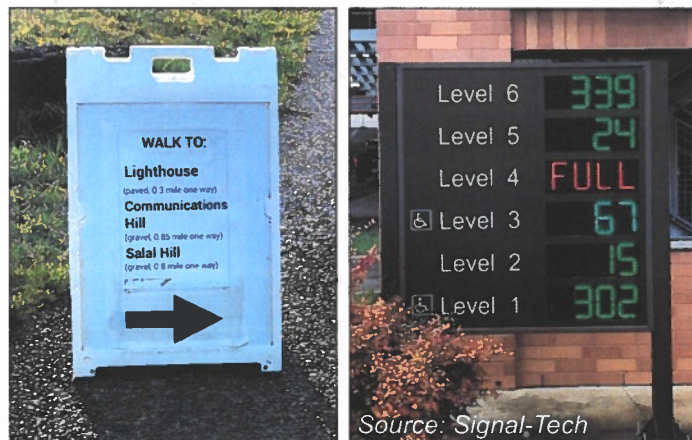 WALK TO:
Lighthouse
(paved, 0.3 mile one way)
Communications
Hill
(gravel, 0.85 mile one way)
Salal Hill
(gravel, 0.8 mile one way)
Level 6 339
Level 5 24
Level 4 FULL
Level 3 67
Level 2 15
Level 1 302
Source: Signal-Tech